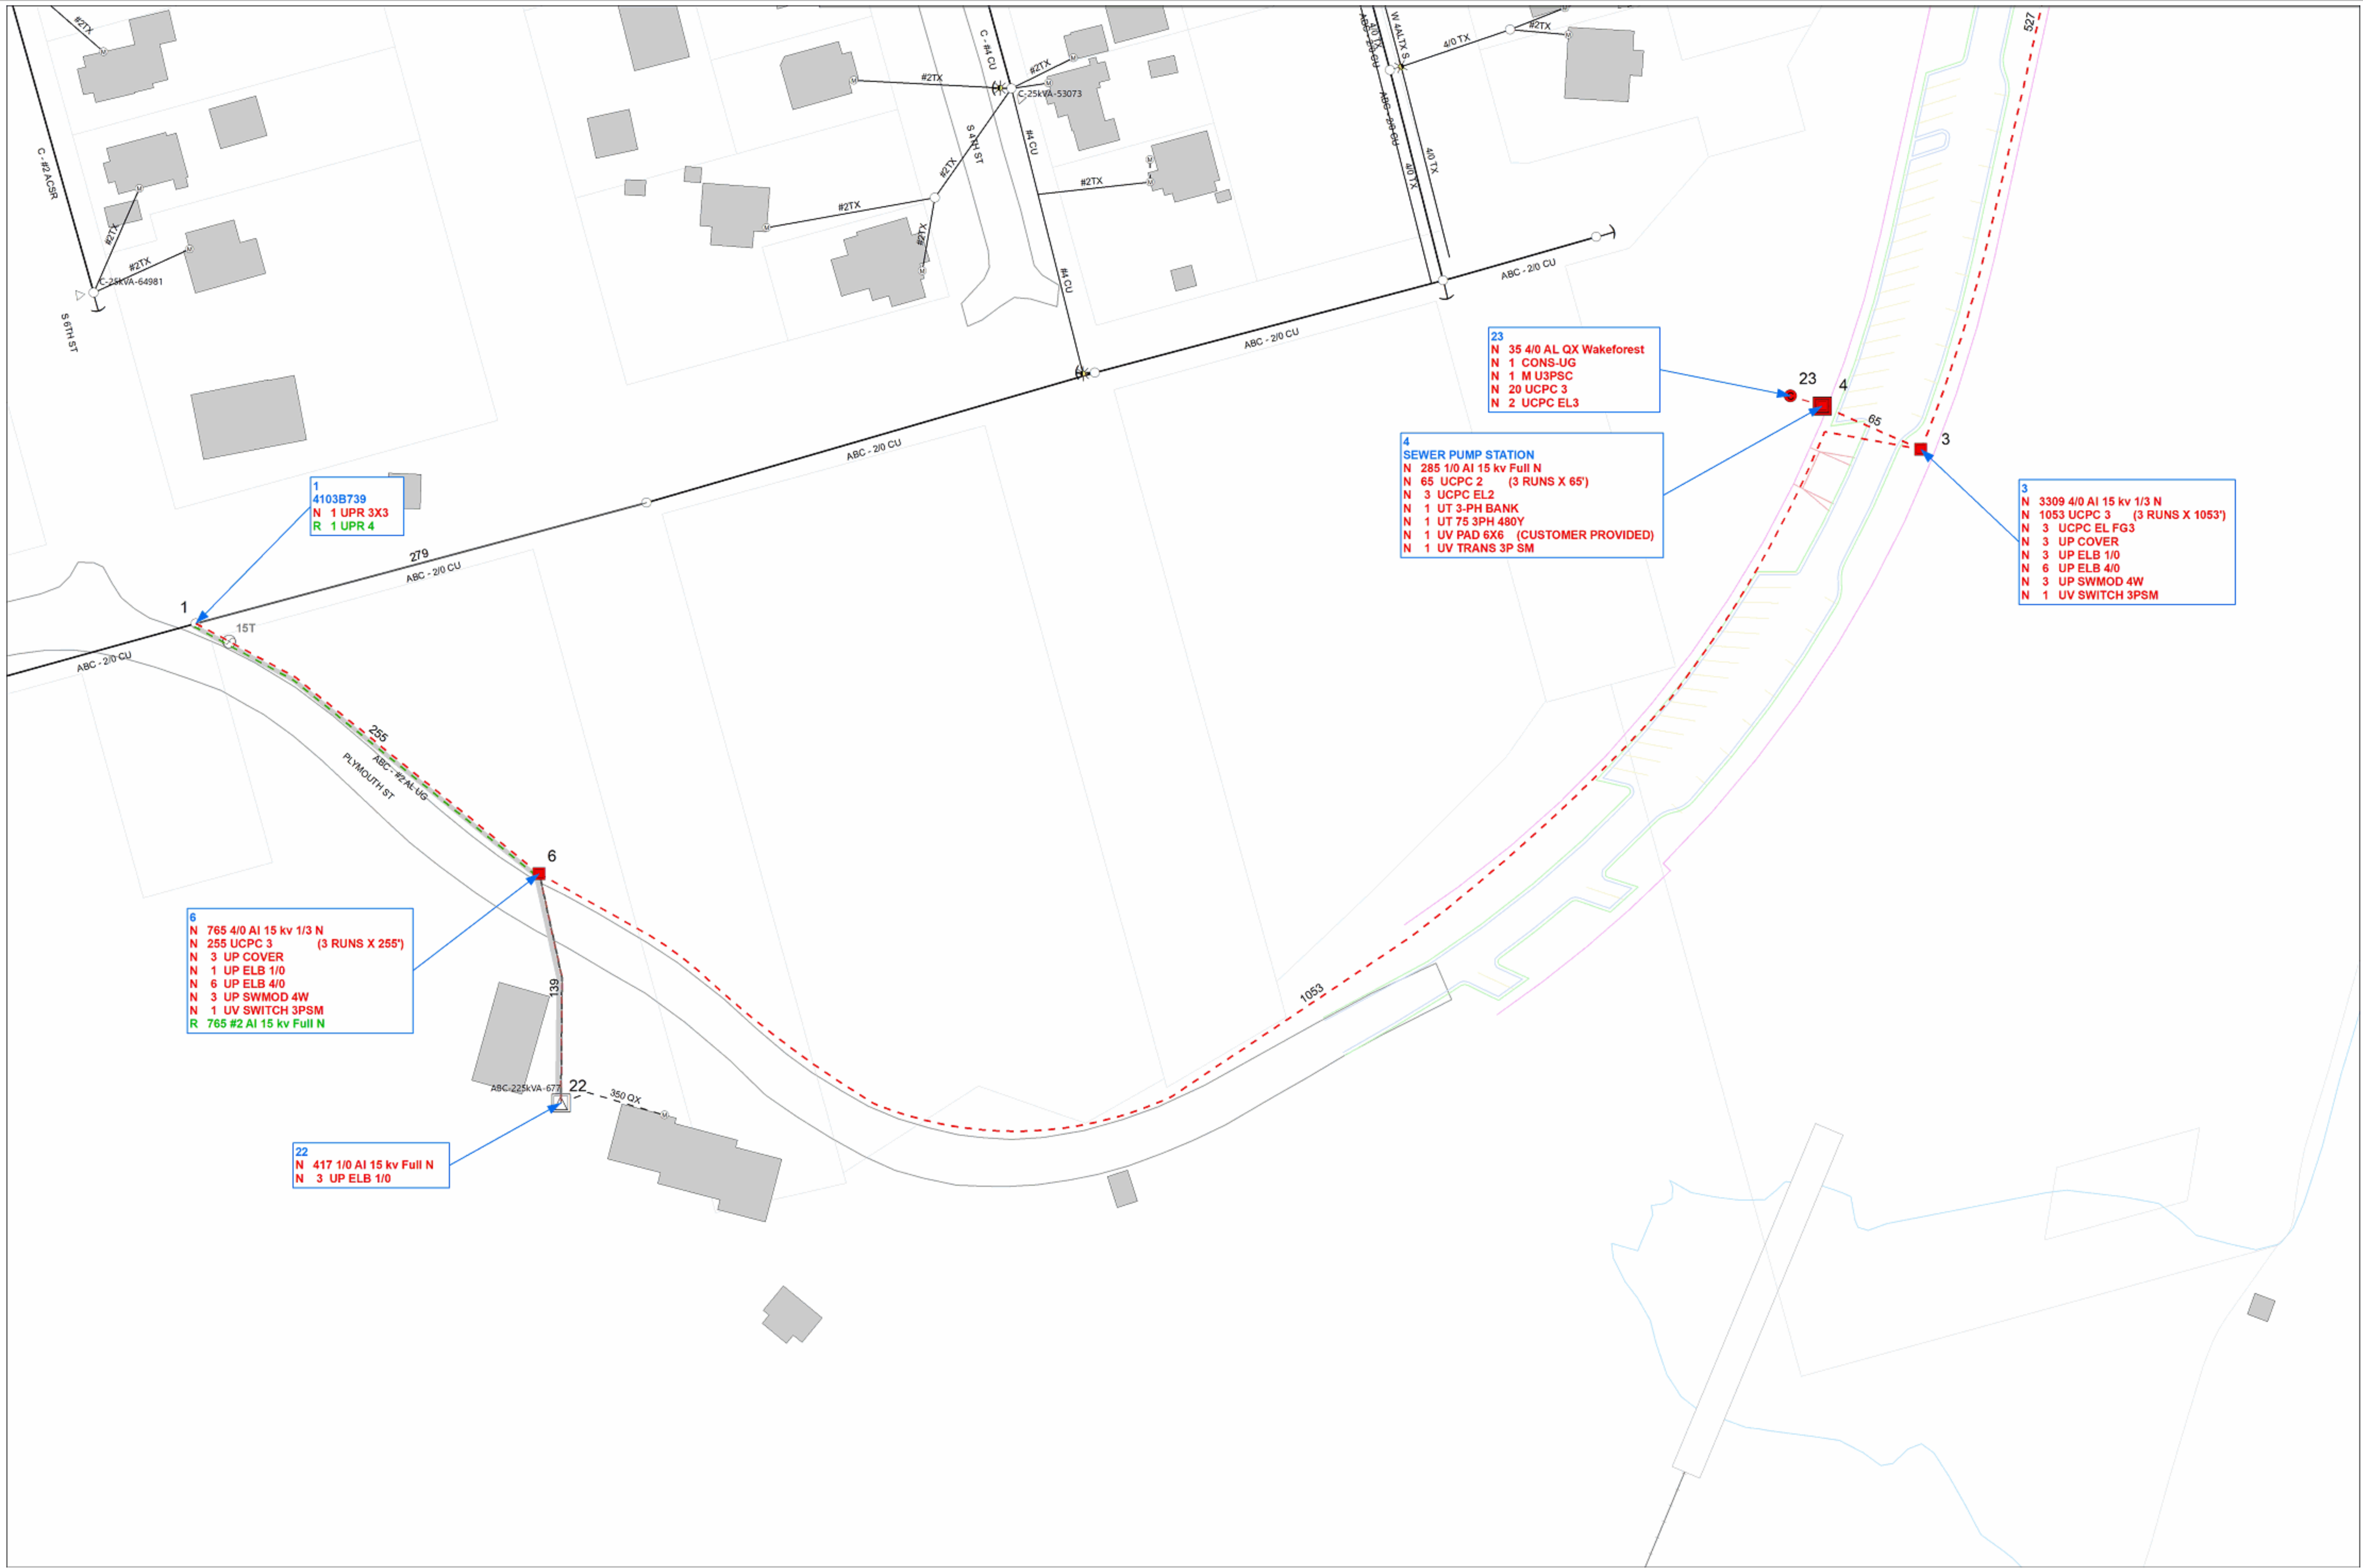 #2TX
C - #2 ACSR
#2TX
#2TX
C-25kVA-64981
S 6TH ST
#2TX
C - #4 CU
#2TX
C-25kVA-53073
S 4TH ST
#4 CU
#2TX
#2TX
#2TX
#2TX
#4 CU
ABC - 2/0 CU
4/0 TX
W 4ALTX S
4/0 TX
#2TX
ABC - 2/0 CU
4/0 TX
4/0 TX
ABC - 2/0 CU
ABC - 2/0 CU
ABC - 2/0 CU
527
23
N 35 4/0 AL QX Wakeforest
N 1 CONS-UG
N 1 M U3PSC
N 20 UCPC 3
N 2 UCPC EL3
23
4
65
3
4
SEWER PUMP STATION
N 285 1/0 Al 15 kv Full N
N 65 UCPC 2 (3 RUNS X 65')
N 3 UCPC EL2
N 1 UT 3-PH BANK
N 1 UT 75 3PH 480Y
N 1 UV PAD 6X6 (CUSTOMER PROVIDED)
N 1 UV TRANS 3P SM
3
N 3309 4/0 Al 15 kv 1/3 N
N 1053 UCPC 3 (3 RUNS X 1053')
N 3 UCPC EL FG3
N 3 UP COVER
N 3 UP ELB 1/0
N 6 UP ELB 4/0
N 3 UP SWMOD 4W
N 1 UV SWITCH 3PSM
1
4103B739
N 1 UPR 3X3
R 1 UPR 4
279
ABC - 2/0 CU
1
15T
ABC - 2/0 CU
255
ABC - #2 AL UG
PLYMOUTH ST
6
6
N 765 4/0 Al 15 kv 1/3 N
N 255 UCPC 3 (3 RUNS X 255')
N 3 UP COVER
N 1 UP ELB 1/0
N 6 UP ELB 4/0
N 3 UP SWMOD 4W
N 1 UV SWITCH 3PSM
R 765 #2 Al 15 kv Full N
139
1053
ABC-225kVA-677
22
350 QX
22
N 417 1/0 Al 15 kv Full N
N 3 UP ELB 1/0